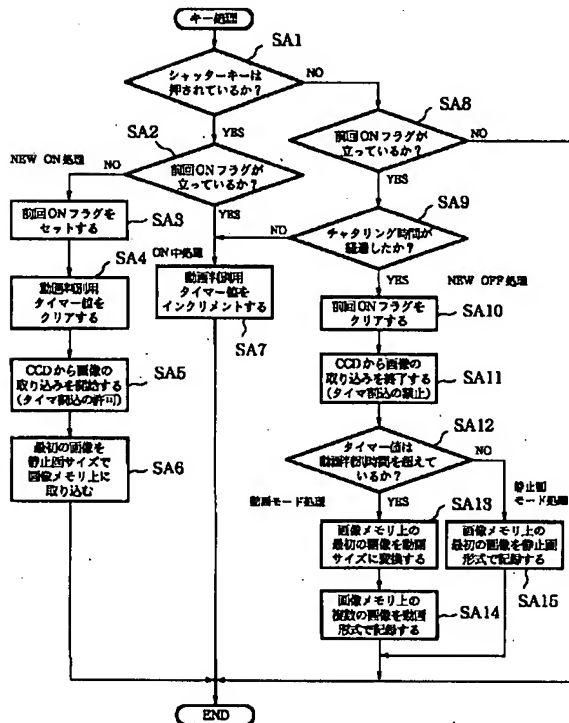 キー処理
SA1
シャッターキーは
押されているか？
NO
YES
SA8
前回ONフラグが
立っているか？
NO
YES
SA2
前回ONフラグが
立っているか？
NO
YES
NEW ON処理
SA9
チャタリング時間が
経過したか？
NO
YES
前回ONフラグを
セットする
SA3
ON中処理
動画判別用
タイマー値を
インクリメントする
SA7
NEW OFF処理
前回ONフラグを
クリアする
SA10
SA4
動画判別用
タイマー値を
クリアする
CCDから画像の
取り込みを開始する
(タイマ割込の許可)
SA5
CCDから画像の
取り込みを終了する
(タイマ割込の禁止)
SA11
最初の画像を
静止画サイズで
画像メモリ上に
取り込む
SA6
SA12
タイマー値は
動画判別時間を超えて
いるか？
NO
YES
動画モード処理
静止画
モード処理
SA13
画像メモリ上の
最初の画像を動画
サイズに変換する
画像メモリ上の
最初の画像を静止画
形式で記録する
SA15
画像メモリ上の
複数の画像を動画
形式で記録する
SA14
END